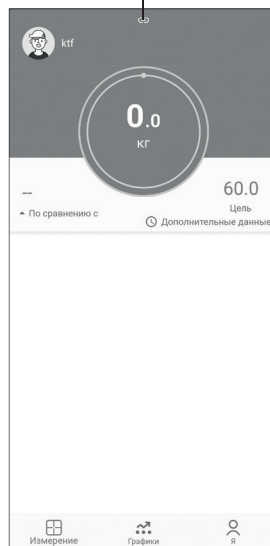 ktf
0.0
кг
--
60.0
Цель
По сравнению с
Дополнительные данные
Измерение
Графики
Я